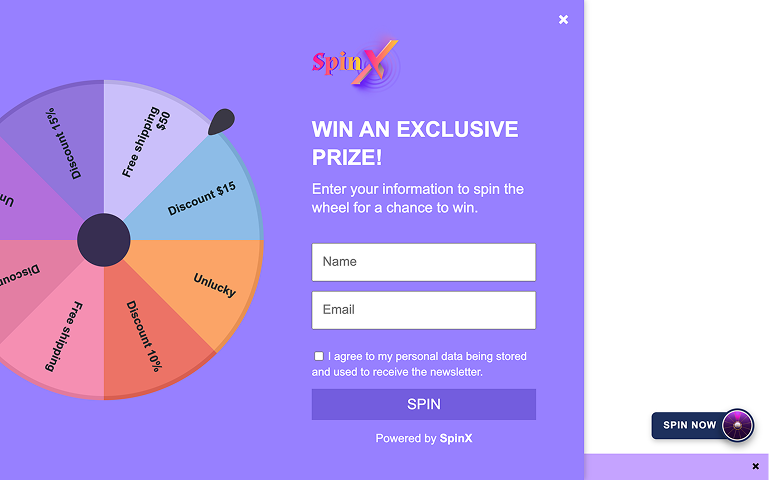 SpinX
WIN AN EXCLUSIVE
PRIZE!
Enter your information to spin the
wheel for a chance to win.
Name
Email
I agree to my personal data being stored
and used to receive the newsletter.
SPIN
Powered by SpinX
Discount 15%
Free shipping
$50
Discount $15
Unlucky
Discount 10%
Free shipping
Discou
Un
SPIN NOW